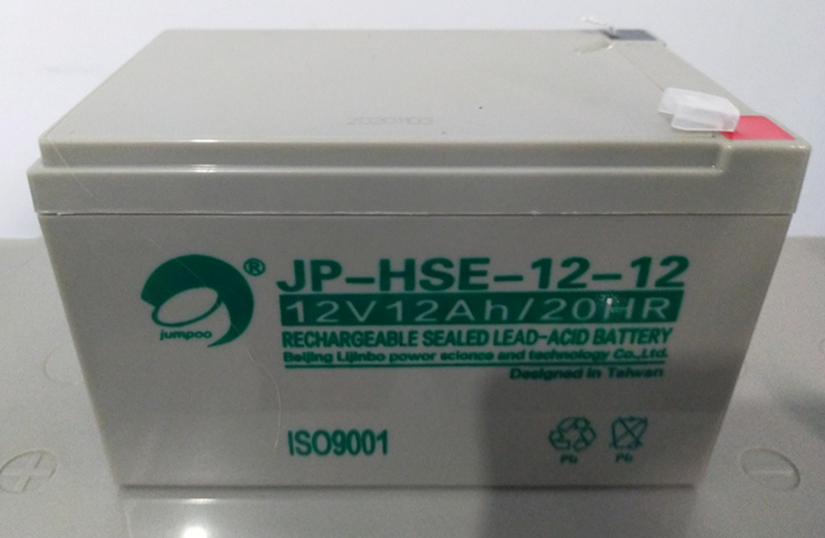 20201103
®
jumpoo
JP-HSE-12-12
12V12Ah/20HR
RECHARGEABLE SEALED LEAD-ACID BATTERY
Beijing Lijinbo power science and technology Co.,Ltd.
Designed in Taiwan
ISO9001
Pb
Pb